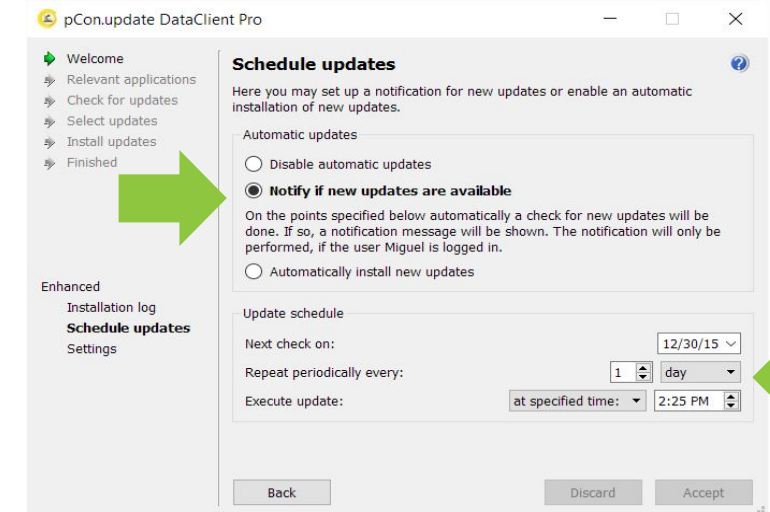 pCon.update DataClient Pro
Welcome
Relevant applications
Check for updates
Select updates
Install updates
Finished
Enhanced
Installation log
Schedule updates
Settings
Schedule updates
Here you may set up a notification for new updates or enable an automatic
installation of new updates.
Automatic updates
Disable automatic updates
Notify if new updates are available
On the points specified below automatically a check for new updates will be
done. If so, a notification message will be shown. The notification will only be
performed, if the user Miguel is logged in.
Automatically install new updates
Update schedule
Next check on: 12/30/15
Repeat periodically every: 1 day
Execute update: at specified time: 2:25 PM
Back Discard Accept